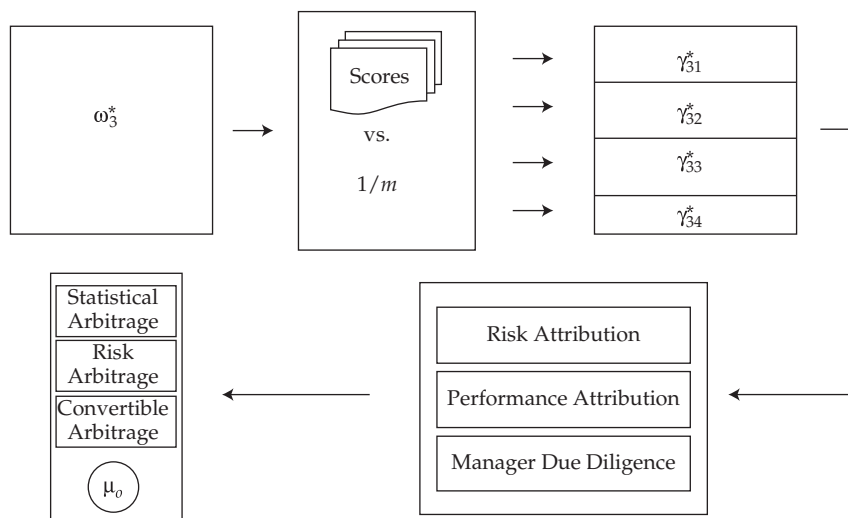 ω*3
Scores
vs.
1/m
γ*31
γ*32
γ*33
γ*34
Risk Attribution
Performance Attribution
Manager Due Diligence
Statistical
Arbitrage
Risk
Arbitrage
Convertible
Arbitrage
μo